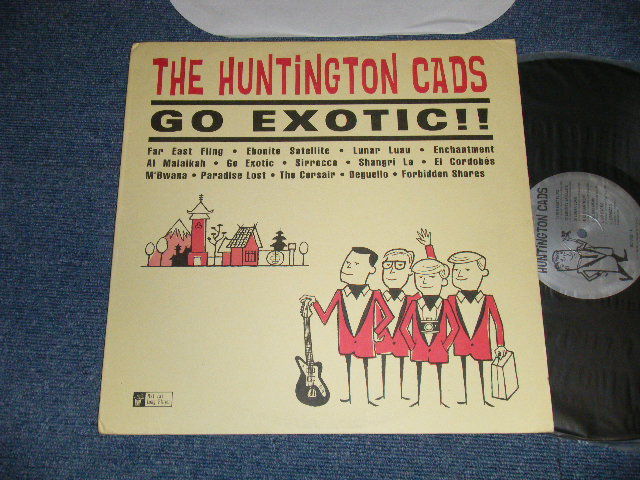 THE HUNTiNGTON CADS
GO EXOTIC!!
Far East Fling • Ebonite Satellite • Lunar Luau • Enchantment
Al Malaikah • Go Exotic • Sirrocco • Shangri La • El Cordobés
M'Bwana • Paradise Lost • The Corsair • Deguello • Forbidden Shores
HUNTINGTON CADS